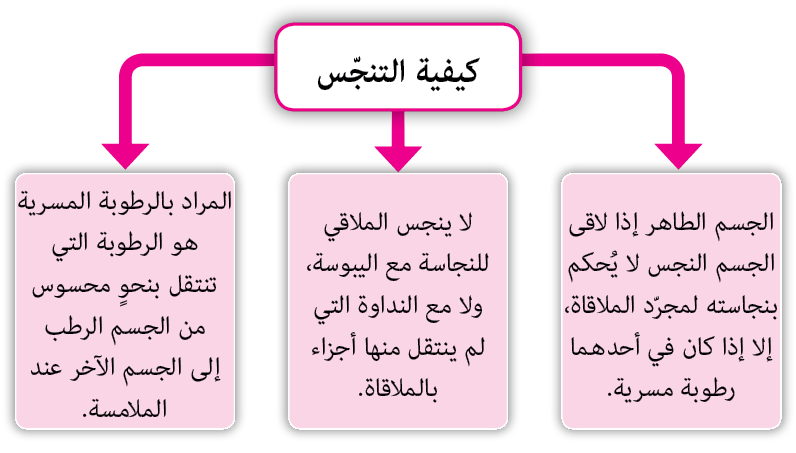 كيفية التنجّس
الجسم الطاهر إذا لاقى
الجسم النجس لا يُحكم
بنجاسته لمجرّد الملاقاة،
إلا إذا كان في أحدهما
رطوبة مسرية.
لا ينجس الملاقي
للنجاسة مع اليبوسة،
ولا مع النداوة التي
لم ينتقل منها أجزاء
بالملاقاة.
المراد بالرطوبة المسرية
هو الرطوبة التي
تنتقل بنحوٍ محسوس
من الجسم الرطب
إلى الجسم الآخر عند
الملامسة.